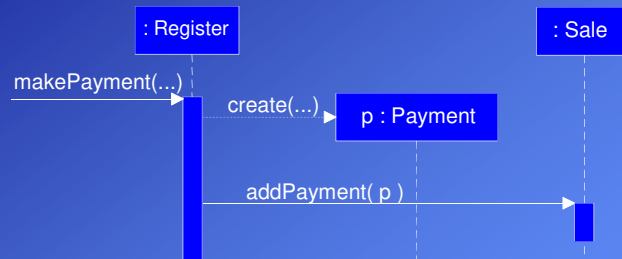 : Register
: Sale
makePayment(...)
create(...)
p : Payment
addPayment( p )